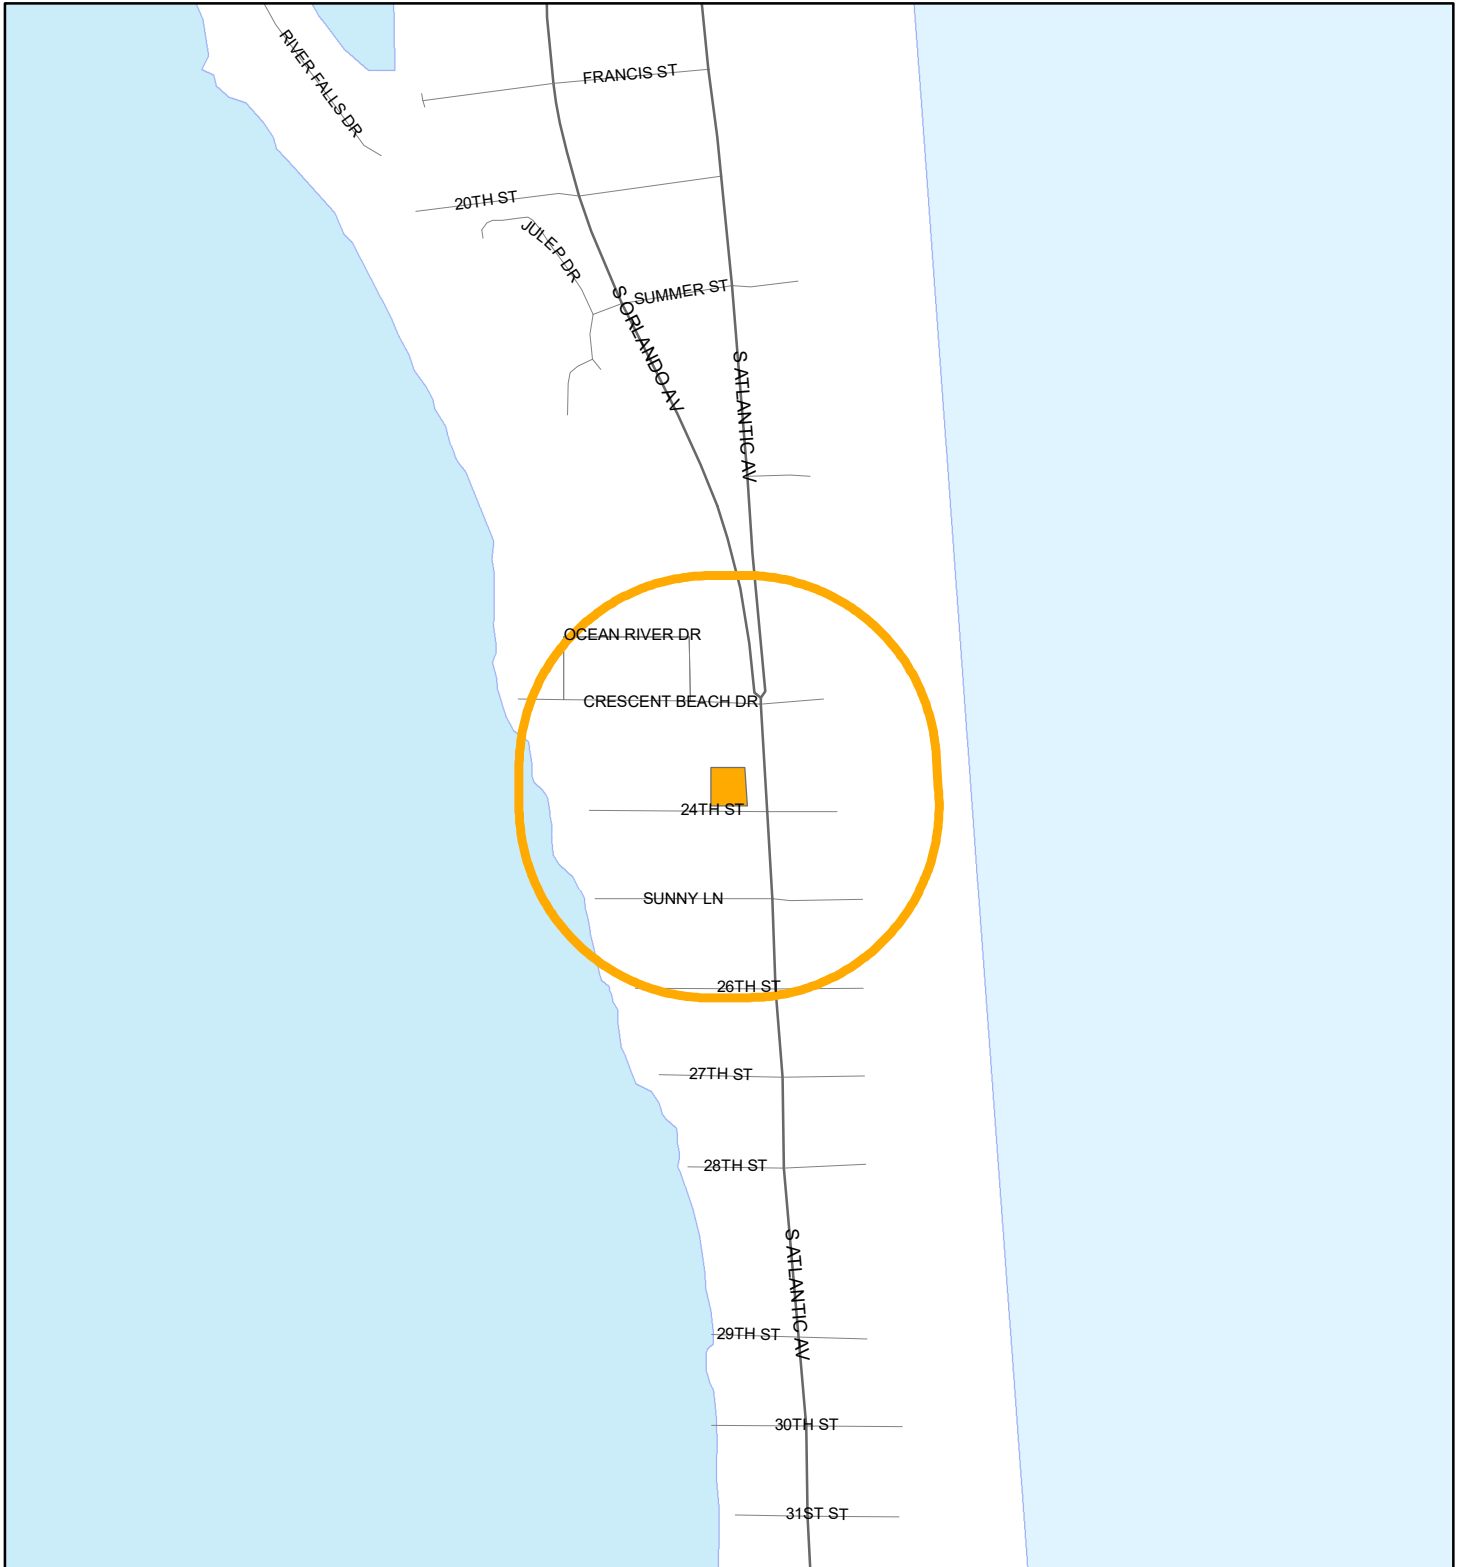 RIVER FALLS DR
FRANCIS ST
20TH ST
JULEP DR
SUMMER ST
S ORLANDO AV
S ATLANTIC AV
OCEAN RIVER DR
CRESCENT BEACH DR
24TH ST
SUNNY LN
26TH ST
27TH ST
28TH ST
S ATLANTIC AV
29TH ST
30TH ST
31ST ST